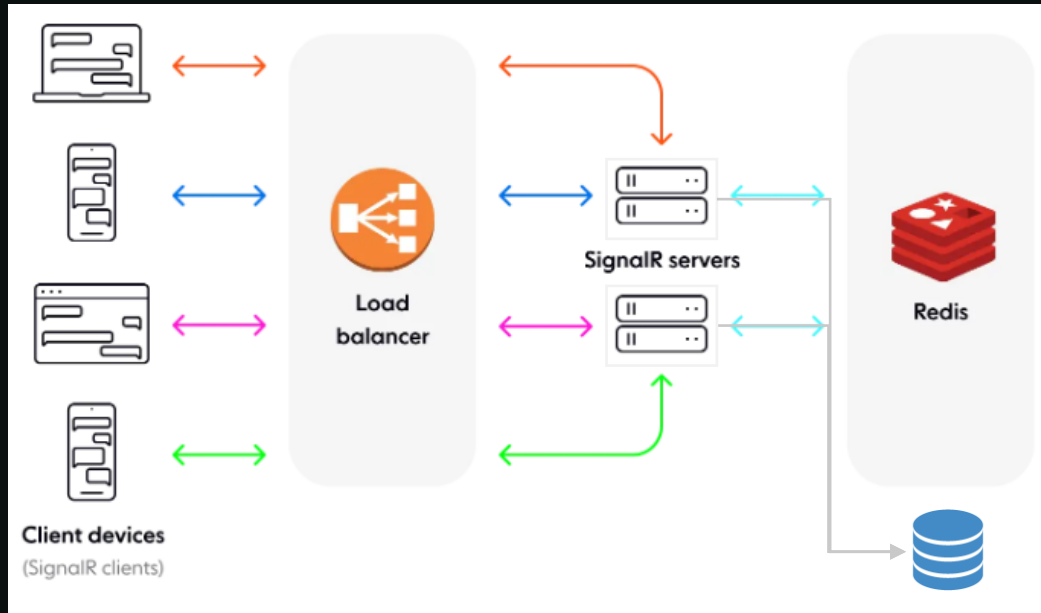 SignalR servers
Load
balancer
Redis
Client devices
(SignalR clients)